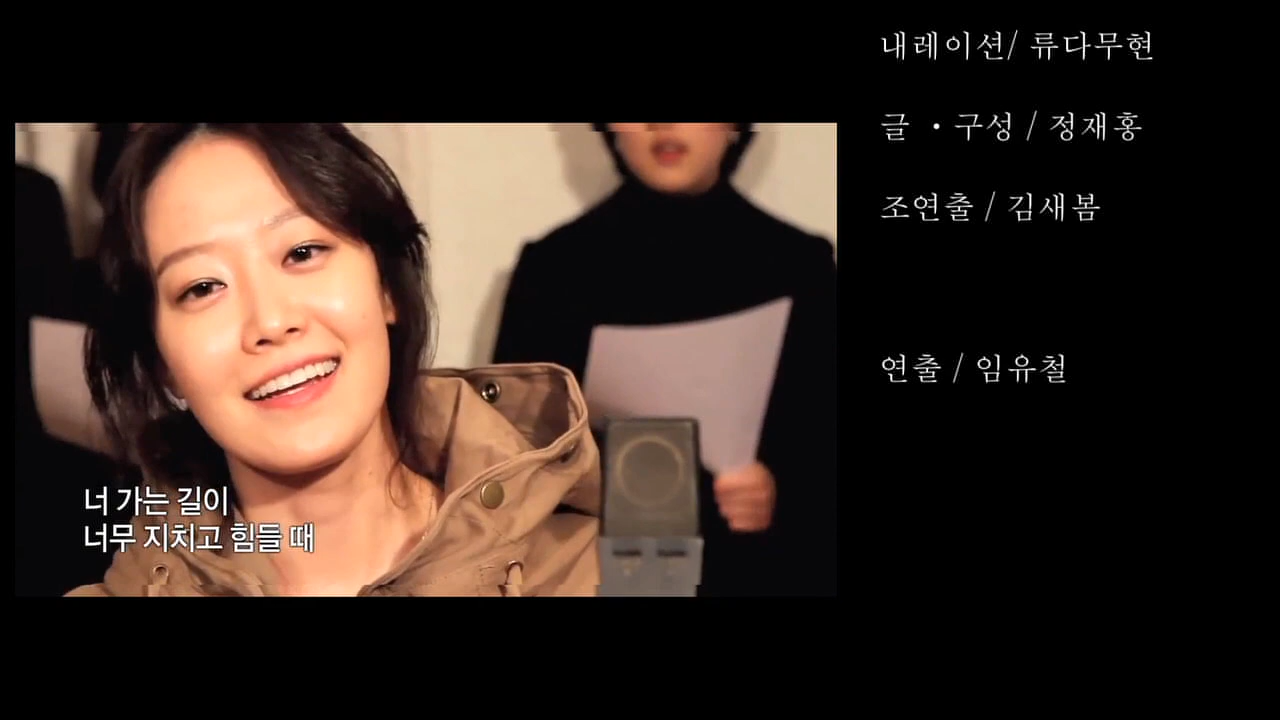 내레이션/ 류다무현
글 · 구성 / 정재홍
조연출 / 김새봄
연출 / 임유철
너 가는 길이
너무 지치고 힘들 때